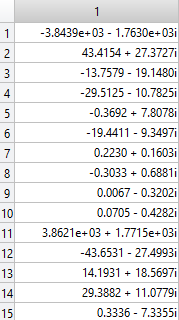 1
1 -3.8439e+03 - 1.7630e+03i
2 43.4154 + 27.3727i
3 -13.7579 - 19.1480i
4 -29.5125 - 10.7825i
5 -0.3692 + 7.8078i
6 -19.4411 - 9.3497i
7 0.2230 + 0.1603i
8 -0.3033 + 0.6881i
9 0.0067 - 0.3202i
10 0.0705 - 0.4282i
11 3.8621e+03 + 1.7715e+03i
12 -43.6531 - 27.4993i
13 14.1931 + 18.5697i
14 29.3882 + 11.0779i
15 0.3336 - 7.3355i